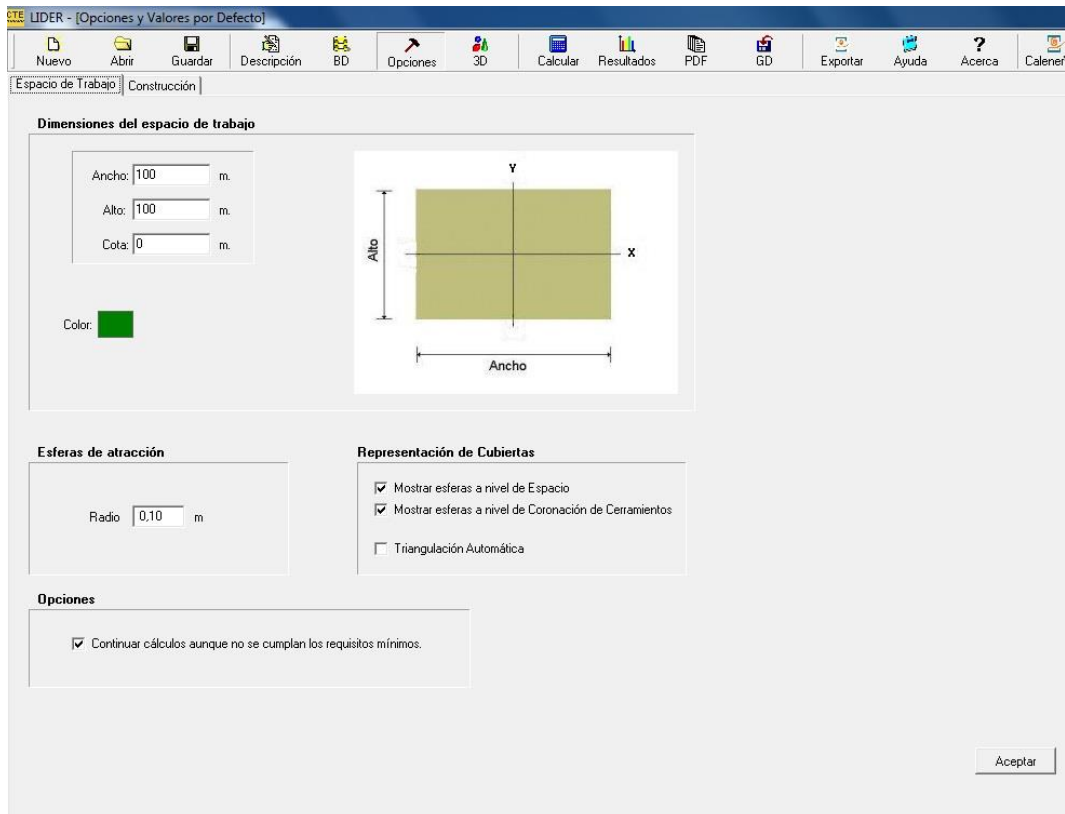 CTE LIDER - [Opciones y Valores por Defecto]
Nuevo Abrir Guardar Descripción BD Opciones 3D Calcular Resultados PDF GD Exportar Ayuda Acerca Calener
Espacio de Trabajo Construcción
Dimensiones del espacio de trabajo
Ancho: 100 m.
Alto: 100 m.
Cota: 0 m.
Color:
Y
X
Alto
Ancho
Esferas de atracción
Radio 0,10 m
Representación de Cubiertas
Mostrar esferas a nivel de Espacio
Mostrar esferas a nivel de Coronación de Cerramientos
Triangulación Automática
Opciones
Continuar cálculos aunque no se cumplan los requisitos mínimos.
Aceptar